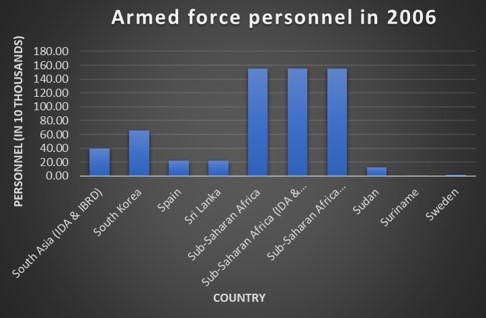 Armed force personnel in 2006
PERSONNEL (IN 10 THOUSANDS)
180.00
160.00
140.00
120.00
100.00
80.00
60.00
40.00
20.00
0.00
South Asia (IDA & IBRD)
South Korea
Spain
Sri Lanka
Sub-Saharan Africa
Sub-Saharan Africa (IDA &...
Sub-Saharan Africa...
Sudan
Suriname
Sweden
COUNTRY